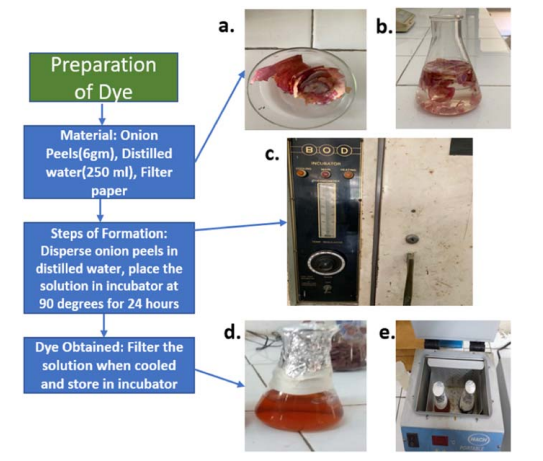 Preparation
of Dye
Material: Onion
Peels(6gm), Distilled
water(250 ml), Filter
paper
Steps of Formation:
Disperse onion peels in
distilled water, place the
solution in incubator at
90 degrees for 24 hours
Dye Obtained: Filter the
solution when cooled
and store in incubator
a.
b.
c.
BOD
INCUBATOR
d.
e.